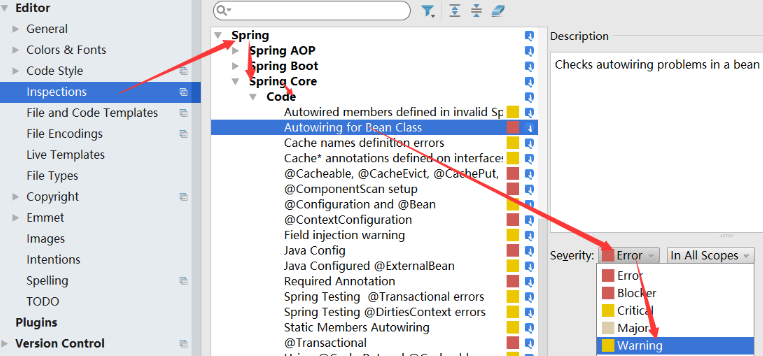 Editor
General
Colors & Fonts
Code Style
Inspections
File and Code Templates
File Encodings
Live Templates
File Types
Copyright
Emmet
Images
Intentions
Spelling
TODO
Plugins
Version Control
Spring
Spring AOP
Spring Boot
Spring Core
Code
Autowired members defined in invalid Sp
Autowiring for Bean Class
Cache names definition errors
Cache* annotations defined on interfaces
@Cacheable, @CacheEvict, @CachePut,
@ComponentScan setup
@Configuration and @Bean
@ContextConfiguration
Field injection warning
Java Config
Java Configured @ExternalBean
Required Annotation
Spring Testing @Transactional errors
Spring Testing @DirtiesContext errors
Static Members Autowiring
@Transactional
Description
Checks autowiring problems in a bean
Severity: Error In All Scopes
Error
Blocker
Critical
Major
Warning